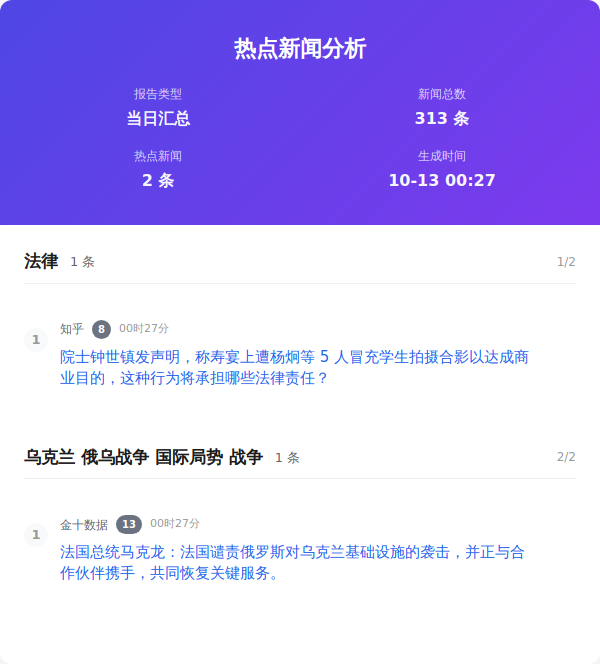 热点新闻分析
报告类型
当日汇总
新闻总数
313 条
热点新闻
2 条
生成时间
10-13 00:27
法律 1 条 1/2
1
知乎 8 00时27分
院士钟世镇发声明，称寿宴上遭杨炯等 5 人冒充学生拍摄合影以达成商
业目的，这种行为将承担哪些法律责任？
乌克兰 俄乌战争 国际局势 战争 1 条 2/2
1
金十数据 13 00时27分
法国总统马克龙：法国谴责俄罗斯对乌克兰基础设施的袭击，并正与合
作伙伴携手，共同恢复关键服务。